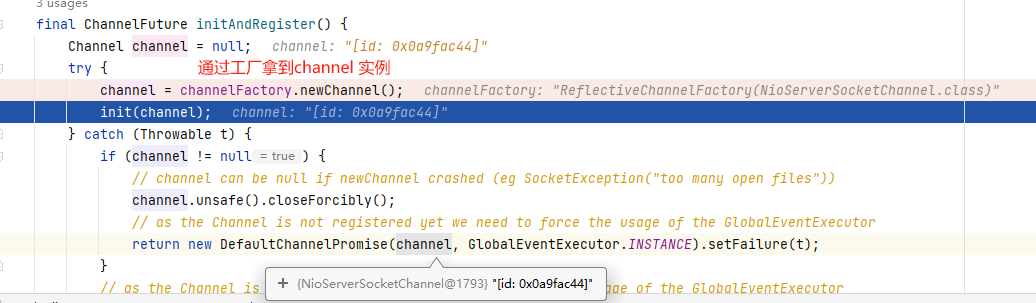 3 usages
final ChannelFuture initAndRegister() {
Channel channel = null; channel: "[id: 0x0a9fac44]"
try { 通过工厂拿到channel 实例
channel = channelFactory.newChannel(); channelFactory: "ReflectiveChannelFactory(NioServerSocketChannel.class)"
init(channel); channel: "[id: 0x0a9fac44]"
} catch (Throwable t) {
if (channel != null = true ) {
// channel can be null if newChannel crashed (eg SocketException("too many open files"))
channel.unsafe().closeForcibly();
// as the Channel is not registered yet we need to force the usage of the GlobalEventExecutor
return new DefaultChannelPromise(channel, GlobalEventExecutor.INSTANCE).setFailure(t);
}
+ {NioServerSocketChannel@1793} "[id: 0x0a9fac44]"
// as the Channel is age of the GlobalEventExecutor